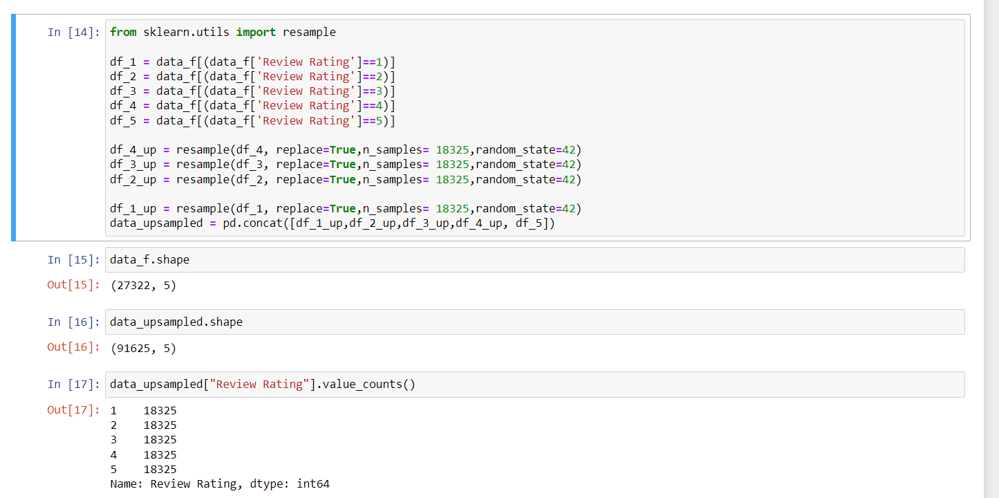 In [14]: from sklearn.utils import resample
df_1 = data_f[(data_f['Review Rating']==1)]
df_2 = data_f[(data_f['Review Rating']==2)]
df_3 = data_f[(data_f['Review Rating']==3)]
df_4 = data_f[(data_f['Review Rating']==4)]
df_5 = data_f[(data_f['Review Rating']==5)]
df_4_up = resample(df_4, replace=True,n_samples= 18325,random_state=42)
df_3_up = resample(df_3, replace=True,n_samples= 18325,random_state=42)
df_2_up = resample(df_2, replace=True,n_samples= 18325,random_state=42)
df_1_up = resample(df_1, replace=True,n_samples= 18325,random_state=42)
data_upsampled = pd.concat([df_1_up,df_2_up,df_3_up,df_4_up, df_5])
In [15]: data_f.shape
Out[15]: (27322, 5)
In [16]: data_upsampled.shape
Out[16]: (91625, 5)
In [17]: data_upsampled["Review Rating"].value_counts()
Out[17]: 1    18325
2    18325
3    18325
4    18325
5    18325
Name: Review Rating, dtype: int64